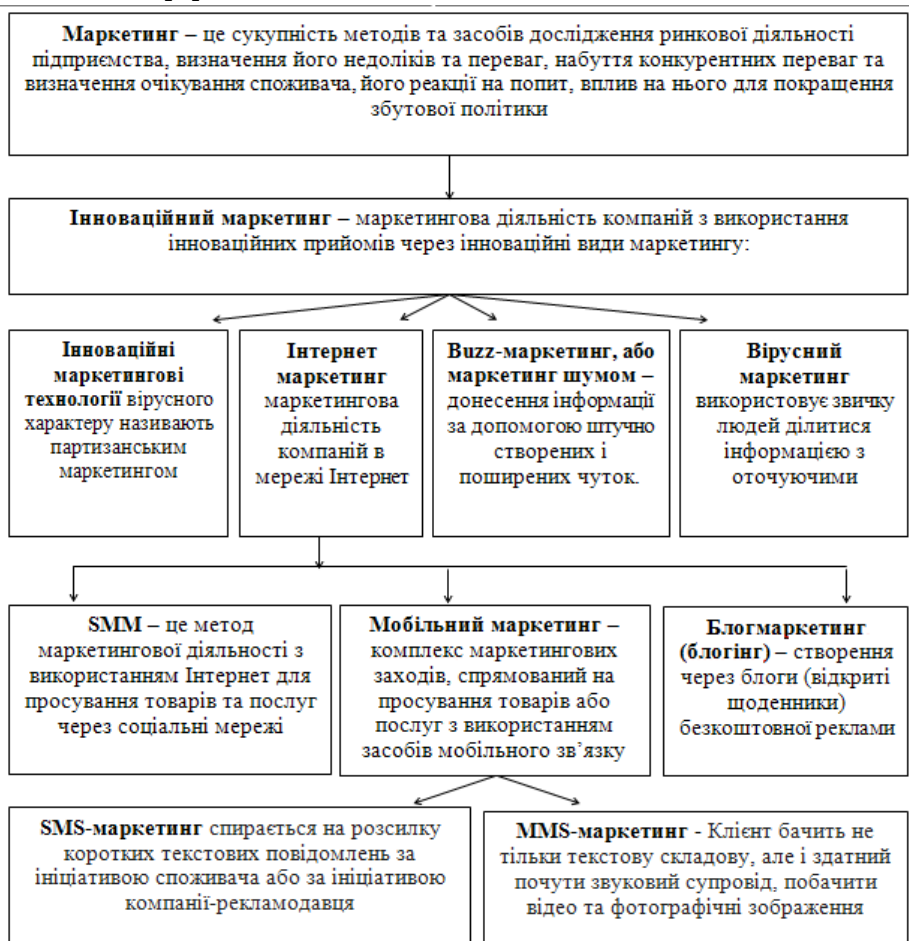 Маркетинг – це сукупність методів та засобів дослідження ринкової діяльності
підприємства, визначення його недоліків та переваг, набуття конкурентних переваг та
визначення очікування споживача, його реакції на попит, вплив на нього для покращення
збутової політики
Інноваційний маркетинг – маркетингова діяльність компаній з використання
інноваційних прийомів через інноваційні види маркетингу:
Інноваційні
маркетингові
технології вірусного
характеру називають
партизанським
маркетингом
Інтернет
маркетинг
маркетингова
діяльність
компаній в
мережі Інтернет
Buzz-маркетинг, або
маркетинг шумом –
донесення інформації
за допомогою штучно
створених і
поширених чуток.
Вірусний
маркетинг
використовує звичку
людей ділитися
інформацією з
оточуючими
SMM – це метод
маркетингової діяльності з
використанням Інтернет для
просування товарів та послуг
через соціальні мережі
Мобільний маркетинг –
комплекс маркетингових
заходів, спрямований на
просування товарів або
послуг з використанням
засобів мобільного зв’язку
Блогмаркетинг
(блогінг) – створення
через блоги (відкриті
щоденники)
безкоштовної реклами
SMS-маркетинг спирається на розсилку
коротких текстових повідомлень за
ініціативою споживача або за ініціативою
компанії-рекламодавця
MMS-маркетинг - Клієнт бачить не
тільки текстову складову, але і здатний
почути звуковий супровід, побачити
відео та фотографічні зображення